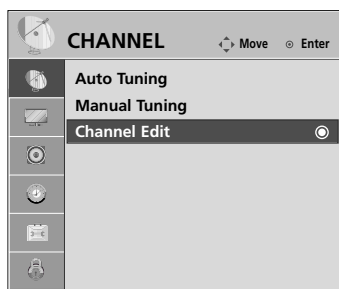 CHANNEL Move Enter
Auto Tuning
Manual Tuning
Channel Edit